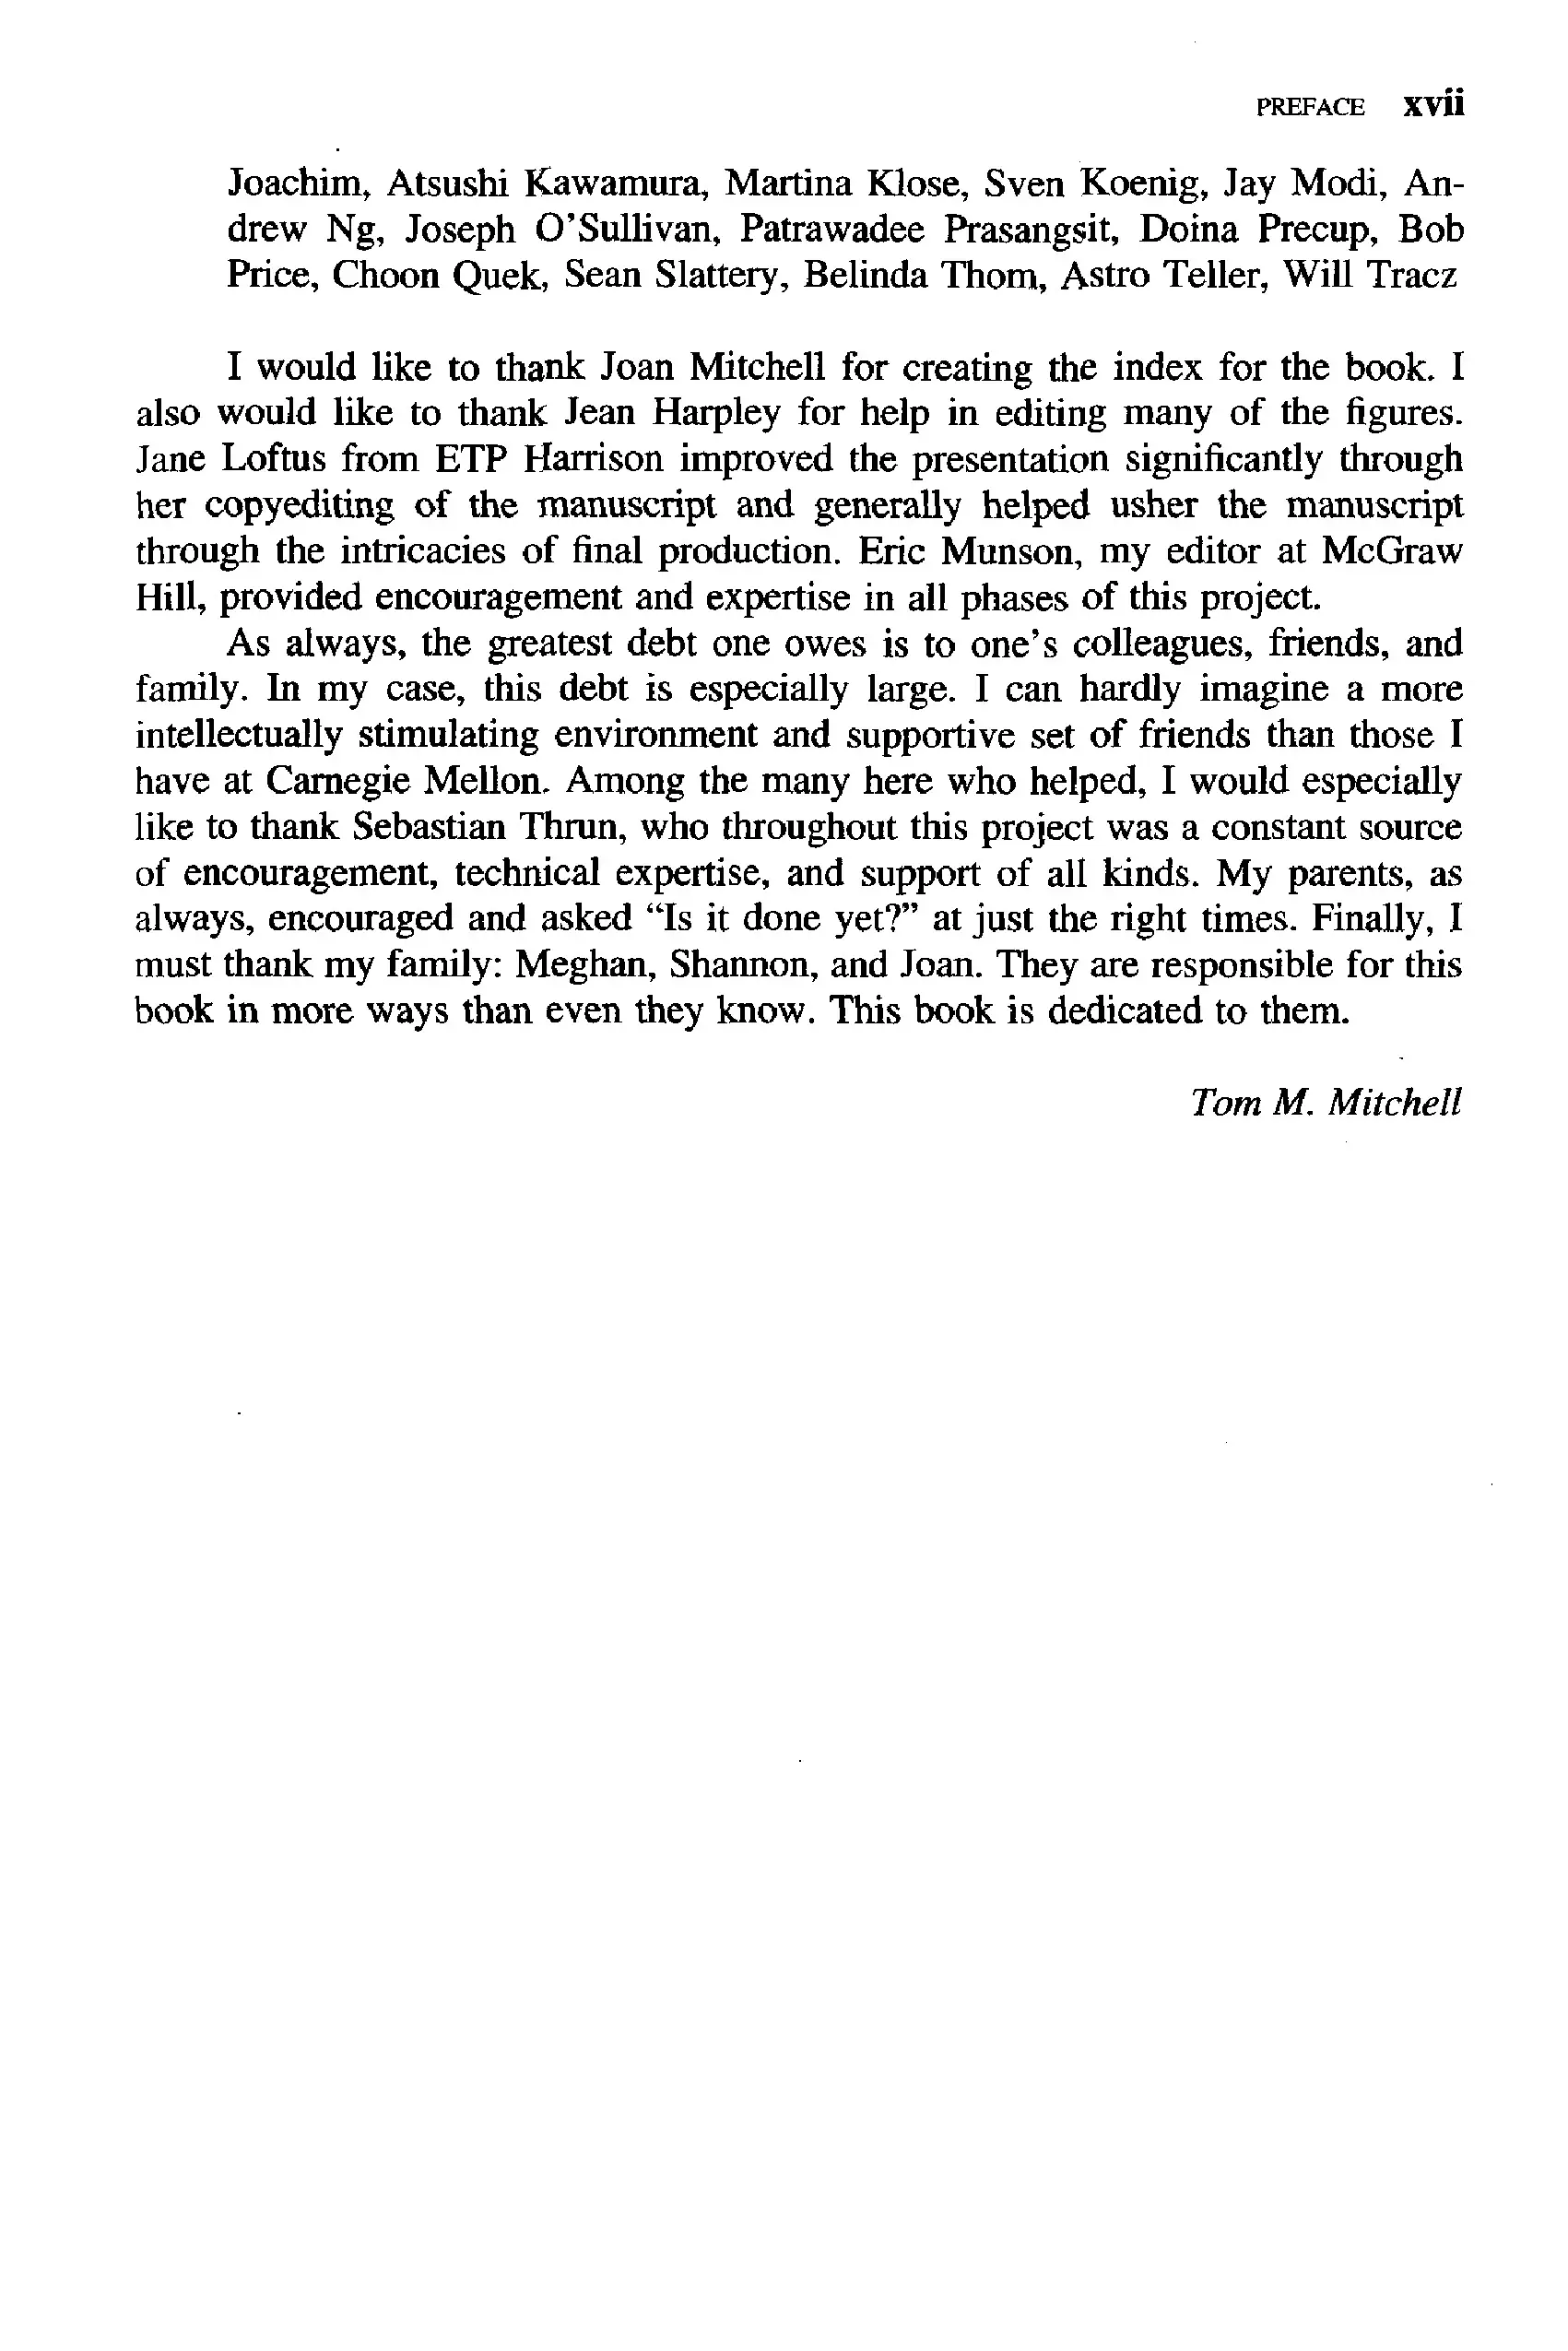 PREFACE xvii
Joachim, Atsushi Kawamura, Martina Klose, Sven Koenig, Jay Modi, An-
drew Ng, Joseph O’Sullivan, Patrawadee Prasangsit, Doina Precup, Bob
Price, Choon Quek, Sean Slattery, Belinda Thom, Astro Teller, Will Tracz
I would like to thank Joan Mitchell for creating the index for the book. I
also would like to thank Jean Harpley for help in editing many of the figures.
Jane Loftus from ETP Harrison improved the presentation significantly through
her copyediting of the manuscript and generally helped usher the manuscript
through the intricacies of final production. Eric Munson, my editor at McGraw
Hill, provided encouragement and expertise in all phases of this project.
As always, the greatest debt one owes is to one’s colleagues, friends, and
family. In my case, this debt is especially large. I can hardly imagine a more
intellectually stimulating environment and supportive set of friends than those I
have at Carnegie Mellon. Among the many here who helped, I would especially
like to thank Sebastian Thrun, who throughout this project was a constant source
of encouragement, technical expertise, and support of all kinds. My parents, as
always, encouraged and asked “Is it done yet?” at just the right times. Finally, I
must thank my family: Meghan, Shannon, and Joan. They are responsible for this
book in more ways than even they know. This book is dedicated to them.
Tom M. Mitchell